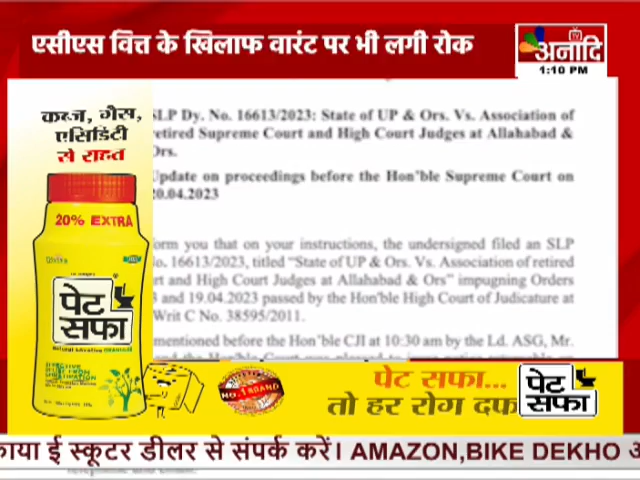 एसीएस वित्त के खिलाफ वारंट पर भी लगी रोक
TV
अनादि
1:10 PM
कब्ज, गैस,
एसिडिटी
से राहत
20% EXTRA
पेट
सफा
SLP Dy. No. 16613/2023: State of UP & Ors. Vs. Association of
retired Supreme Court and High Court Judges at Allahabad &
Ors.
Update on proceedings before the Hon'ble Supreme Court on
20.04.2023
form you that on your instructions, the undersigned filed an SLP
No. 16613/2023, titled "State of UP & Ors. Vs. Association of retired
rt and High Court Judges at Allahabad & Ors" impugning Orders
3 and 19.04.2023 passed by the Hon'ble High Court of Judicature at
Writ C No. 38595/2011.
mentioned before the Hon'ble CJI at 10:30 am by the Ld. ASG, Mr.
No.1 BRAND
पेट सफा...
तो हर रोग दफ
पेट
सफा
काया ई स्कूटर डीलर से संपर्क करें। AMAZON,BIKE DEKHO अ